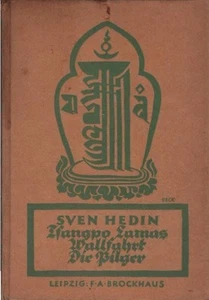 SVEN HEDIN
Tsangpo Lamas
Wallfahrt
Die Pilger
LEIPZIG: F·A·BROCKHAUS